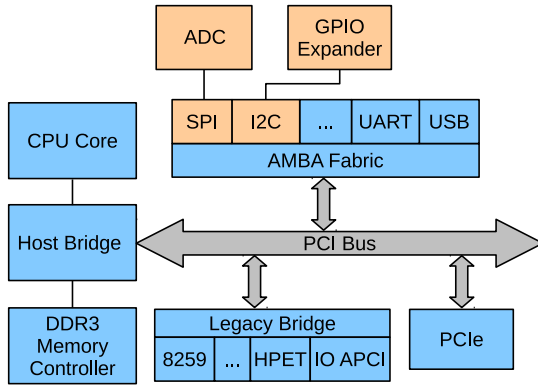 ADC
GPIO
Expander
SPI
I2C
...
UART
USB
AMBA Fabric
CPU Core
Host Bridge
PCI Bus
DDR3
Memory
Controller
Legacy Bridge
8259
...
HPET
IO APCI
PCIe